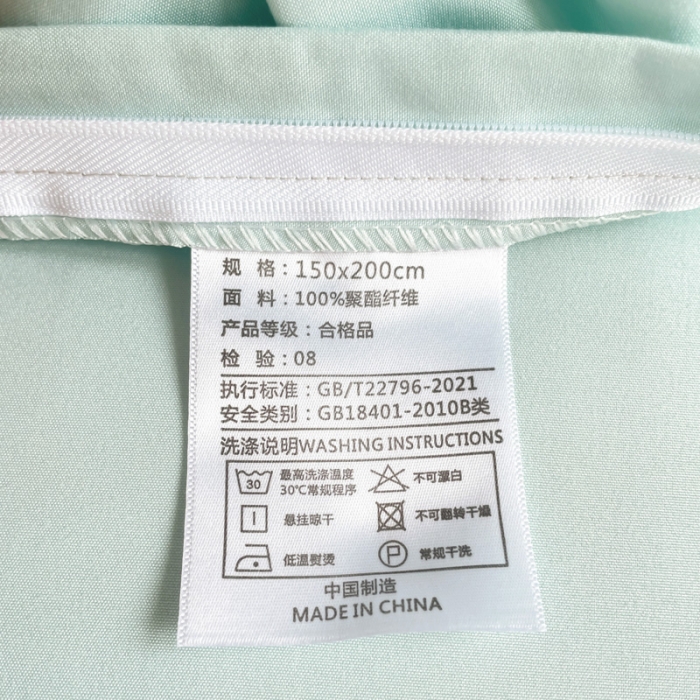 规 格：150x200cm
面 料：100%聚酯纤维
产品等级：合格品
检 验：08
执行标准：GB/T22796-2021
安全类别：GB18401-2010B类
洗涤说明WASHING INSTRUCTIONS
30 最高洗涤温度 不可漂白
30℃常规程序
悬挂晾干 不可翻转干燥
低温熨烫 P 常规干洗
中国制造
MADE IN CHINA